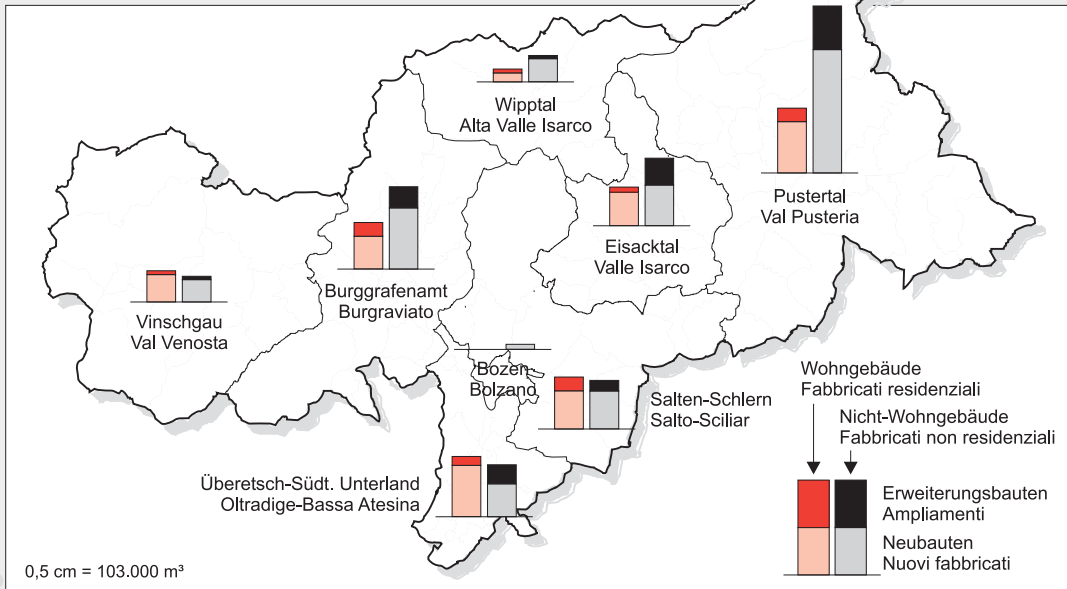 Wipptal
Alta Valle Isarco
Pustertal
Val Pusteria
Eisacktal
Valle Isarco
Burggrafenamt
Burgraviato
Vinschgau
Val Venosta
Bozen
Bolzano
Salten-Schlern
Salto-Sciliar
Überetsch-Südt. Unterland
Oltradige-Bassa Atesina
Wohngebäude
Fabbricati residenziali
Nicht-Wohngebäude
Fabbricati non residenziali
Erweiterungsbauten
Ampliamenti
Neubauten
Nuovi fabbricati
0,5 cm = 103.000 m³